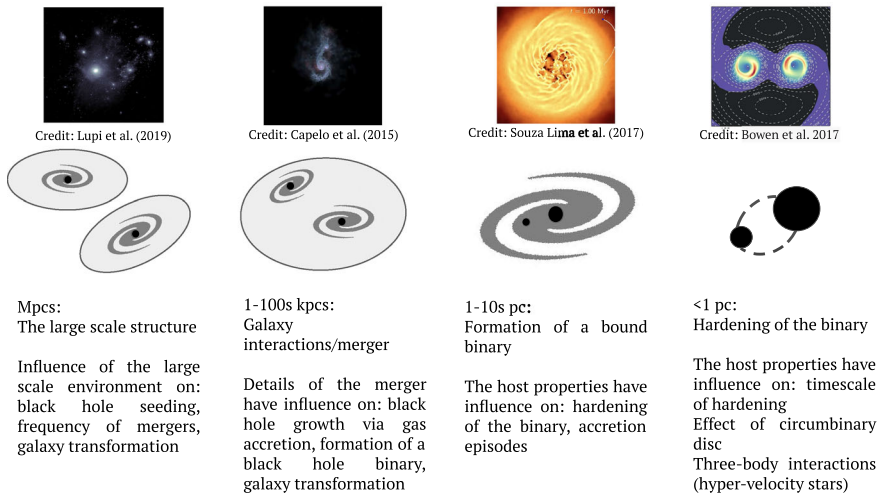 1 Myr
Credit: Lupi et al. (2019)
Credit: Capelo et al. (2015)
Credit: Souza Lima et al. (2017)
Credit: Bowen et al. 2017
Mpcs:
The large scale structure
Influence of the large
scale environment on:
black hole seeding,
frequency of mergers,
galaxy transformation
1-100s kpcs:
Galaxy
interactions/merger
Details of the merger
have influence on: black
hole growth via gas
accretion, formation of a
black hole binary,
galaxy transformation
1-10s pc:
Formation of a bound
binary
The host properties have
influence on: hardening
of the binary, accretion
episodes
<1 pc:
Hardening of the binary
The host properties have
influence on: timescale
of hardening
Effect of circumbinary
disc
Three-body interactions
(hyper-velocity stars)